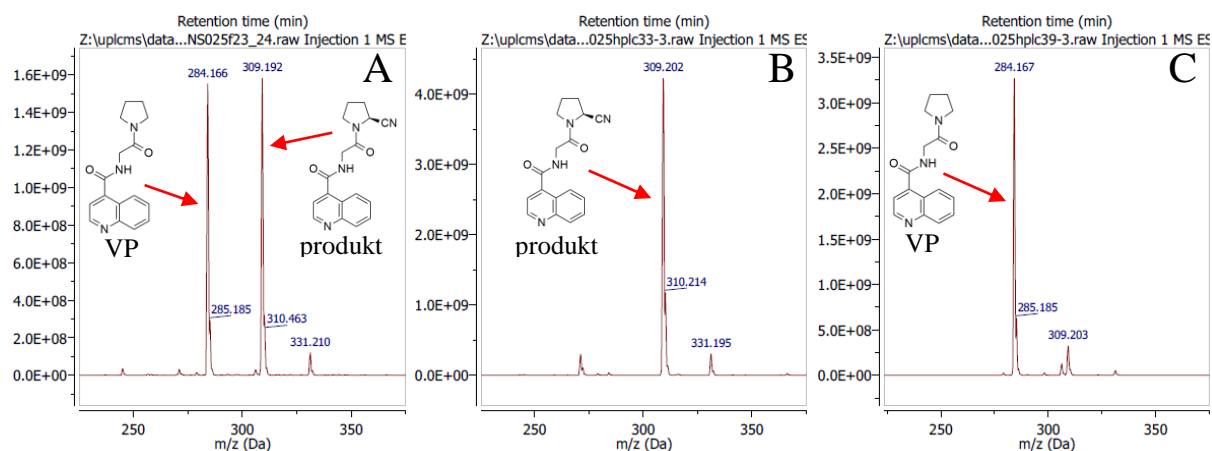 Retention time (min)
Z:\uplcms\data...NS025f23_24.raw Injection 1 MS E
A
1.6E+09
1.4E+09
1.2E+09
1.0E+09
8.0E+08
6.0E+08
4.0E+08
2.0E+08
0.0E+00
284.166
309.192
285.185
310.463
331.210
N
O
NH
O
N
VP
N
CN
O
NH
O
N
produkt
250
300
350
m/z (Da)
Retention time (min)
Z:\uplcms\data...025hplc33-3.raw Injection 1 MS ES
B
4.0E+09
3.0E+09
2.0E+09
1.0E+09
0.0E+00
309.202
310.214
331.195
N
CN
O
NH
O
N
produkt
250
300
350
m/z (Da)
Retention time (min)
Z:\uplcms\data...025hplc39-3.raw Injection 1 MS ES
C
3.5E+09
3.0E+09
2.5E+09
2.0E+09
1.5E+09
1.0E+09
5.0E+08
0.0E+00
284.167
285.185
309.203
N
O
NH
O
N
VP
250
300
350
m/z (Da)